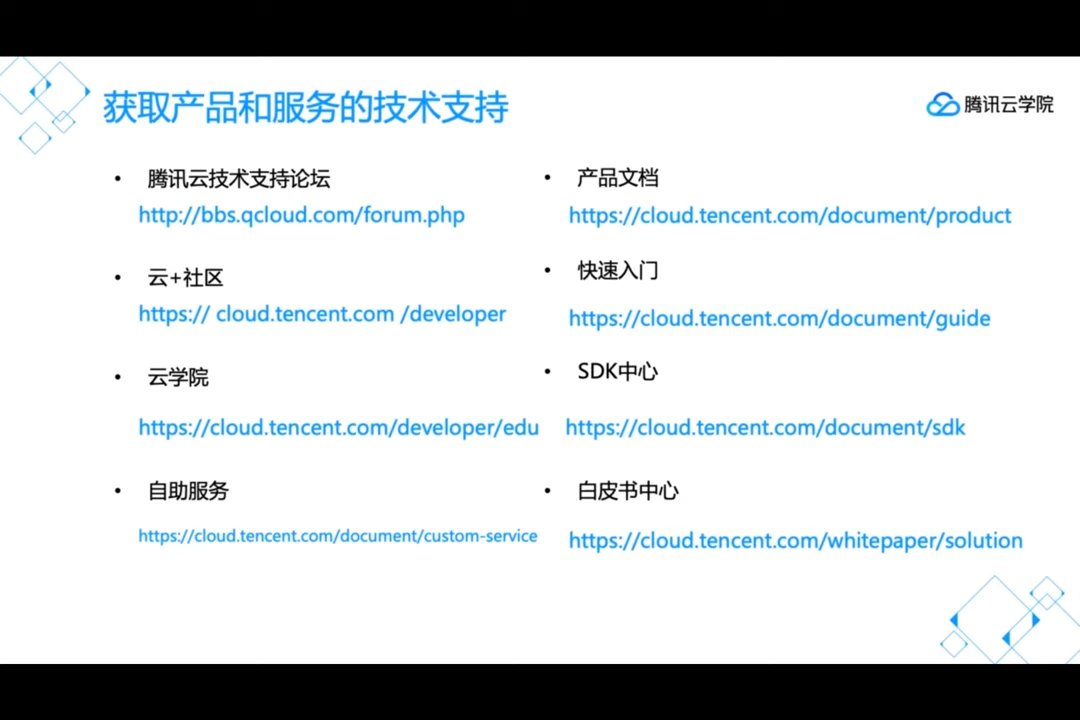 获取产品和服务的技术支持
腾讯云学院
• 腾讯云技术支持论坛
http://bbs.qcloud.com/forum.php
• 云+社区
https:// cloud.tencent.com /developer
• 云学院
https://cloud.tencent.com/developer/edu
• 自助服务
https://cloud.tencent.com/document/custom-service
• 产品文档
https://cloud.tencent.com/document/product
• 快速入门
https://cloud.tencent.com/document/guide
• SDK中心
https://cloud.tencent.com/document/sdk
• 白皮书中心
https://cloud.tencent.com/whitepaper/solution